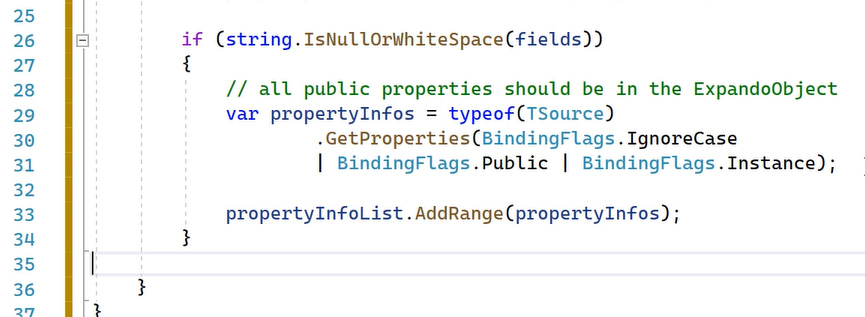 25
26 if (string.IsNullOrWhiteSpace(fields))
27 {
28 // all public properties should be in the ExpandoObject
29 var propertyInfos = typeof(TSource)
30 .GetProperties(BindingFlags.IgnoreCase
31 | BindingFlags.Public | BindingFlags.Instance);
32
33 propertyInfoList.AddRange(propertyInfos);
34 }
35
36 }
37 }